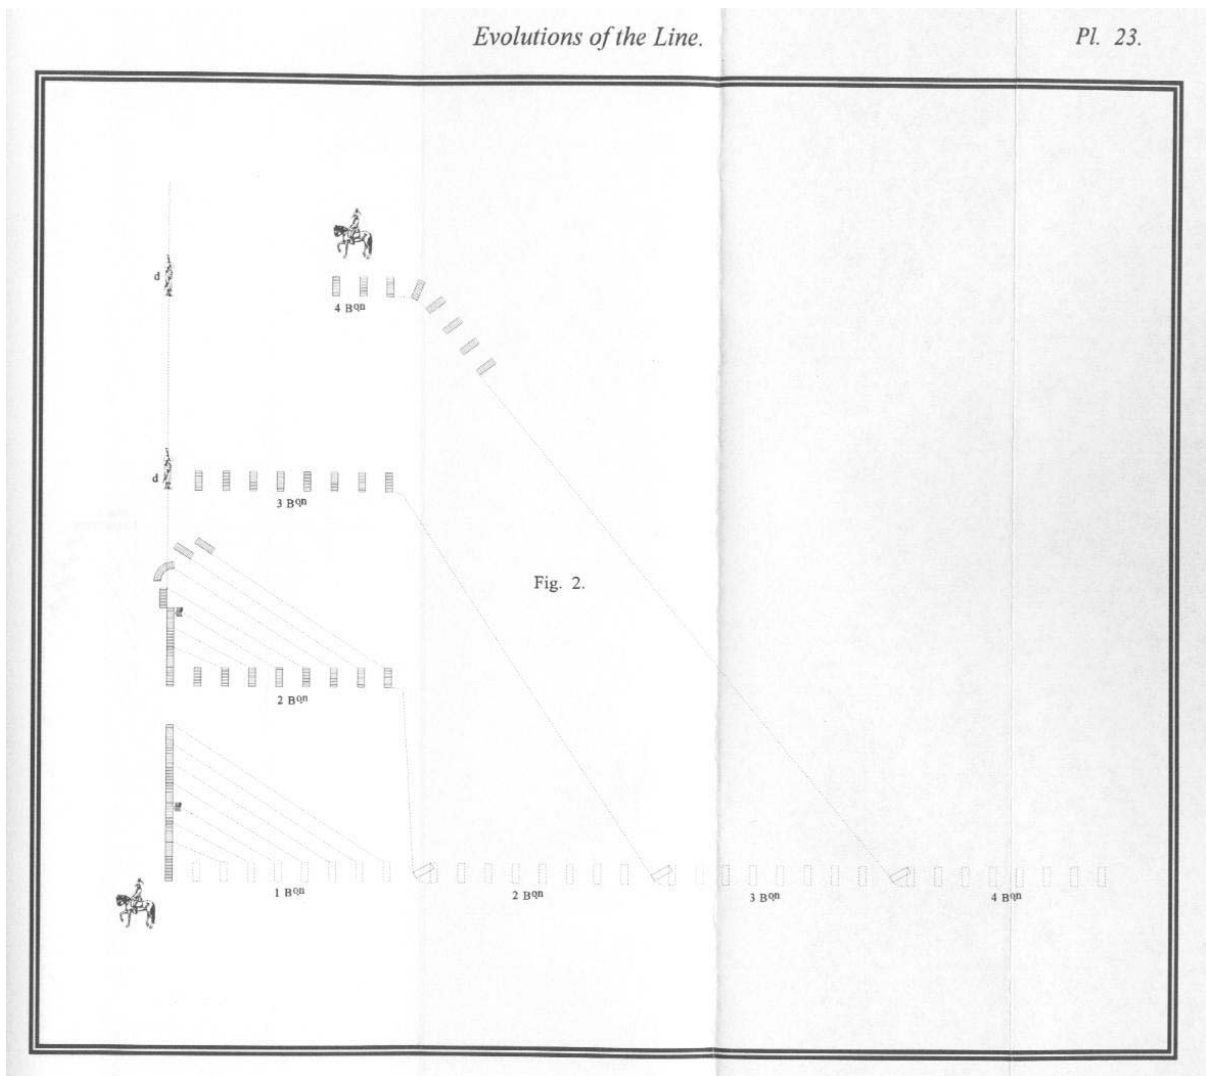 Evolutions of the Line.
Pl. 23.
d
4 Bon
d
3 Bon
Fig. 2.
2 Bon
1 Bon
2 Bon
3 Bon
4 Bon